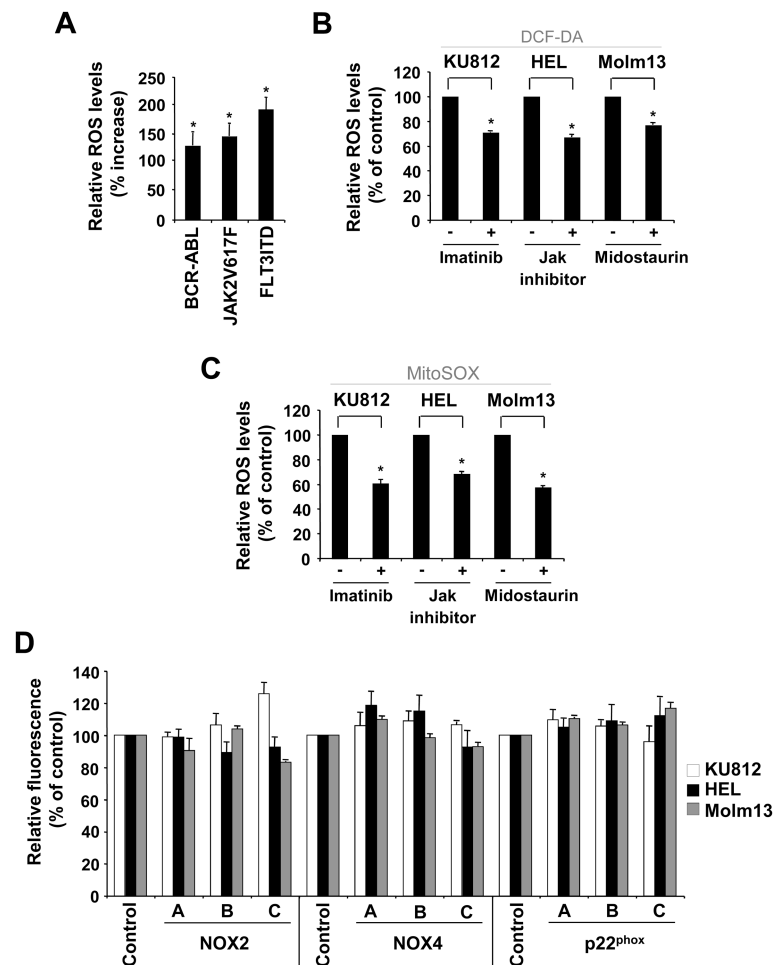 A
Relative ROS levels
(% increase)
250
200
150
100
50
0
*
*
*
BCR-ABL
JAK2V617F
FLT3ITD
B
DCF-DA
KU812 HEL Molm13
Relative ROS levels
(% of control)
120
100
80
60
40
20
0
*
*
*
- + - + - +
Imatinib Jak Midostaurin
inhibitor
C
MitoSOX
KU812 HEL Molm13
Relative ROS levels
(% of control)
120
100
80
60
40
20
0
*
*
*
- + - + - +
Imatinib Jak Midostaurin
inhibitor
D
Relative fluorescence
(% of control)
140
120
100
80
60
40
20
0
Control A B C Control A B C Control A B C
NOX2 NOX4 p22phox
KU812
HEL
Molm13